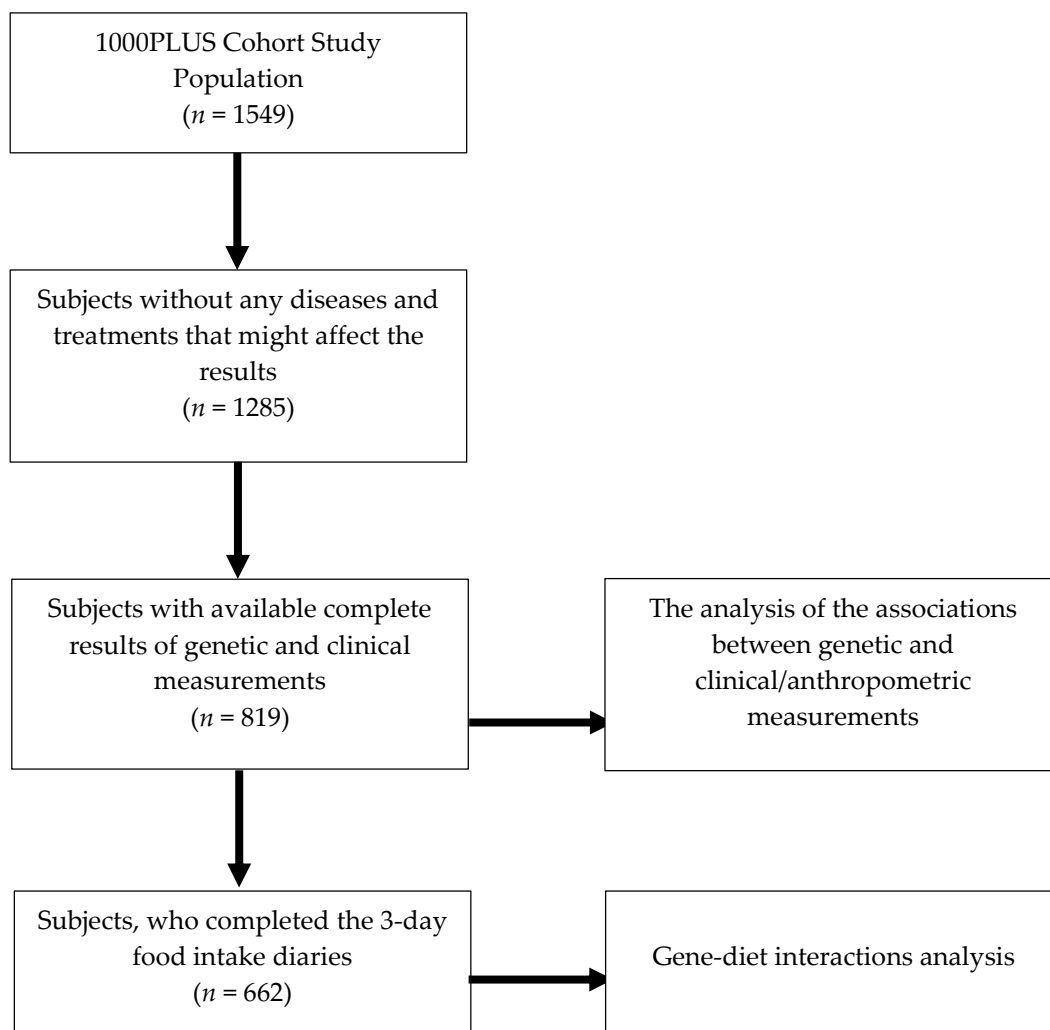 1000PLUS Cohort Study
Population
(n = 1549)
Subjects without any diseases and
treatments that might affect the
results
(n = 1285)
Subjects with available complete
results of genetic and clinical
measurements
(n = 819)
The analysis of the associations
between genetic and
clinical/anthropometric
measurements
Subjects, who completed the 3-day
food intake diaries
(n = 662)
Gene-diet interactions analysis